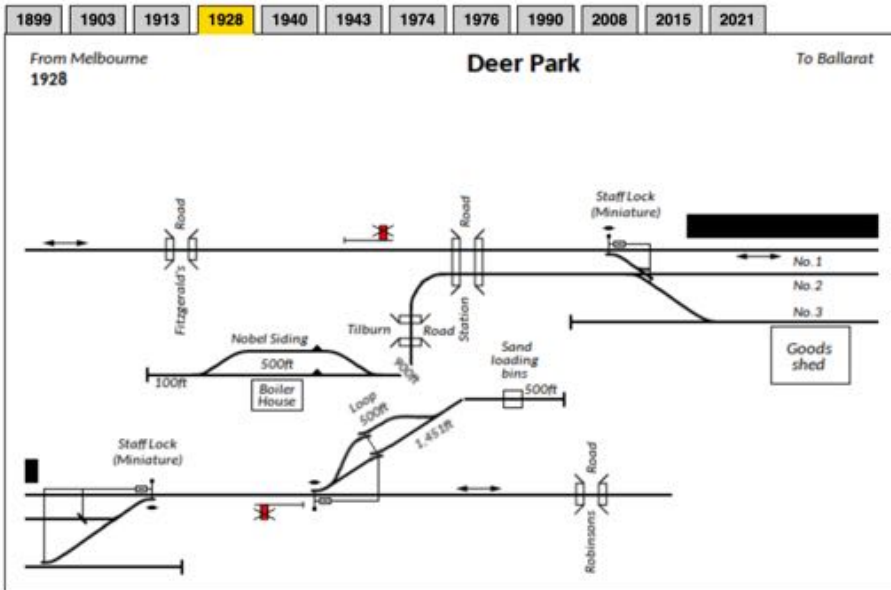 1899 1903 1913 1928 1940 1943 1974 1976 1990 2008 2015 2021
From Melbourne
Deer Park
To Ballarat
1928
Road
Fitzgerald's
Road
Station
Staff Lock
(Miniature)
No.1
No.2
No.3
Goods
shed
Tilburn Road
900ft
Nobel Siding
500ft
100ft
Boiler
House
Sand
loading
bins
500ft
Loop
500ft
1,451ft
Staff Lock
(Miniature)
Road
Robinsons